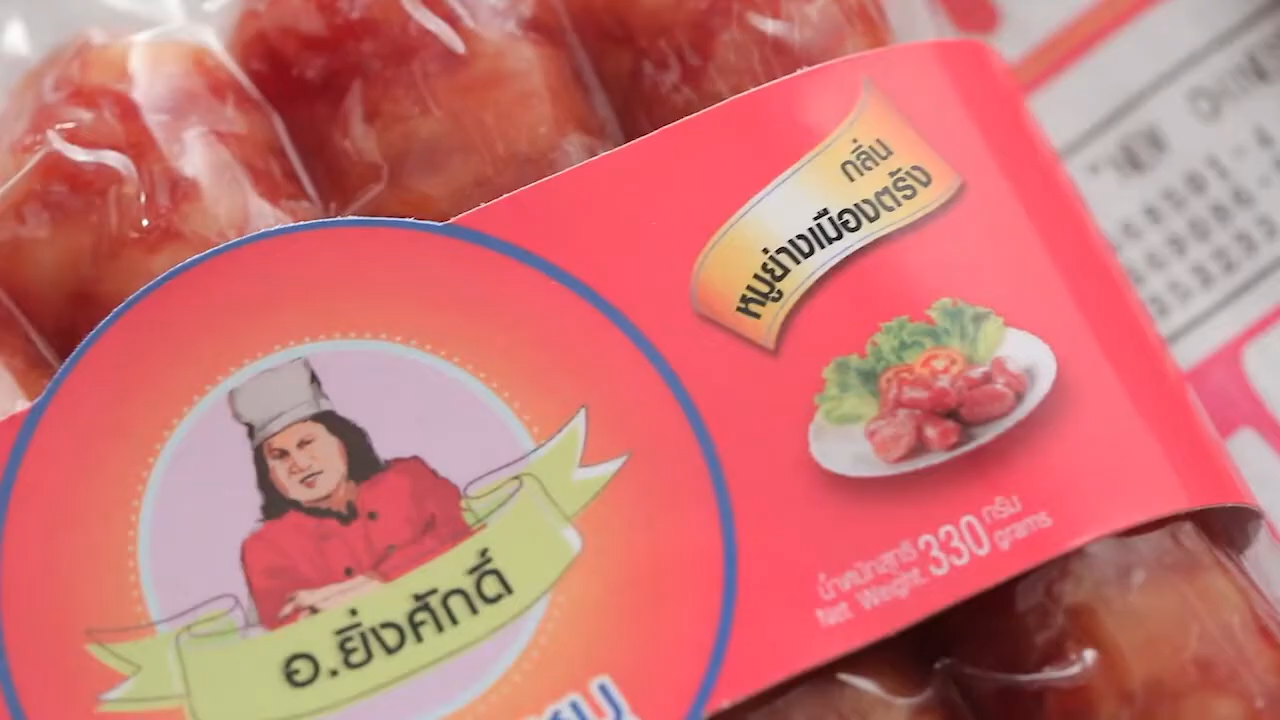 กลิ่น
หมูย่างเมืองตรัง
อ.ยิ่งศักดิ์
น้ำหนักสุทธิ 330 กรัม
Net Weight. grams